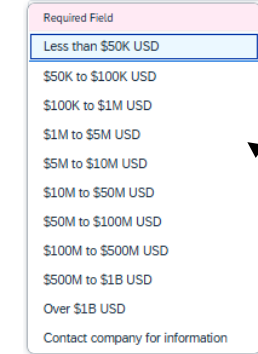 Required Field
Less than $50K USD
$50K to $100K USD
$100K to $1M USD
$1M to $5M USD
$5M to $10M USD
$10M to $50M USD
$50M to $100M USD
$100M to $500M USD
$500M to $1B USD
Over $1B USD
Contact company for information